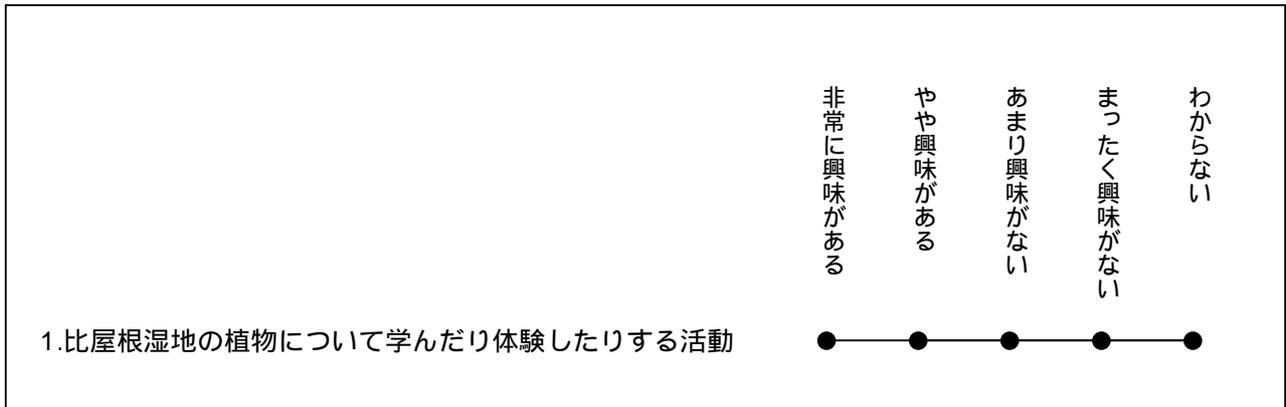 非常に興味がある
やや興味がある
あまり興味がない
まったく興味がない
わからない
1.比屋根湿地の植物について学んだり体験したりする活動